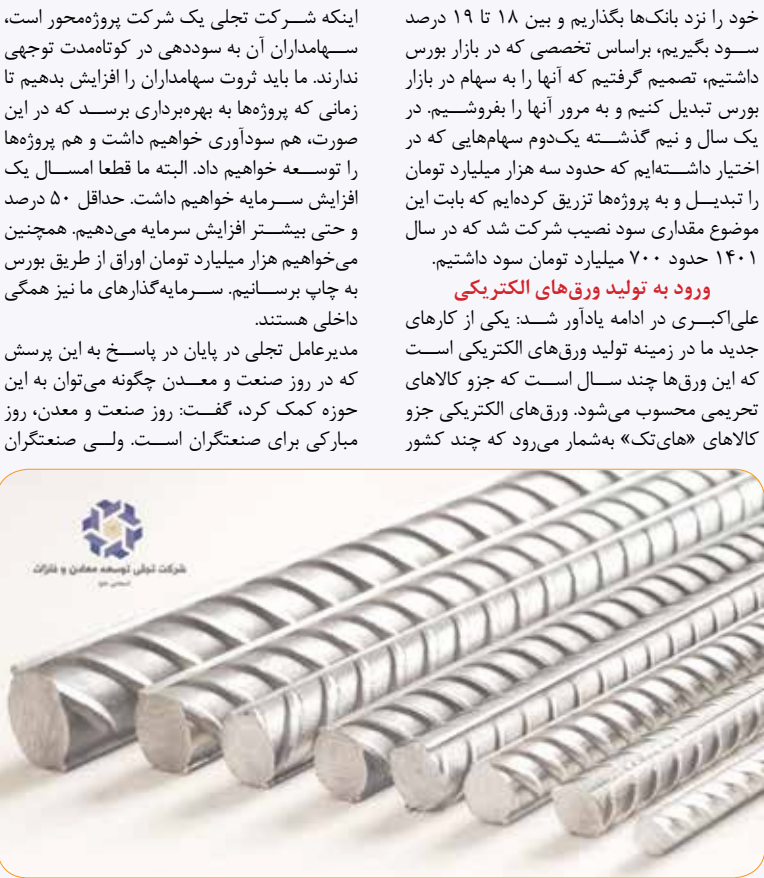 خود را نزد بانک‌ها بگذاریم و بین ۱۸ تا ۱۹ درصد
سود بگیریم، براساس تخصصی که در بازار بورس
داشتیم، تصمیم گرفتیم که آنها را به سهام در بازار
بورس تبدیل کنیم و به مرور آنها را بفروشیم. در
یک سال و نیم گذشته یک‌دوم سهام‌هایی که در
اختیار داشته‌ایم که حدود سه هزار میلیارد تومان
را تبدیل و به پروژه‌ها تزریق کرده‌ایم که بابت این
موضوع مقداری سود نصیب شرکت شد که در سال
۱۴۰۱ حدود ۷۰۰ میلیارد تومان سود داشتیم.
ورود به تولید ورق‌های الکتریکی
علی‌اکبری در ادامه یادآور شد: یکی از کارهای
جدید ما در زمینه تولید ورق‌های الکتریکی است
که این ورق‌ها چند سال است که جزو کالاهای
تحریمی محسوب می‌شود. ورق‌های الکتریکی جزو
کالاهای «های‌تک» به‌شمار می‌رود که چند کشور
اینکه شرکت تجلی یک شرکت پروژه‌محور است،
سهامداران آن به سوددهی در کوتاه‌مدت توجهی
ندارند. ما باید ثروت سهامداران را افزایش بدهیم تا
زمانی که پروژه‌ها به بهره‌برداری برسد که در این
صورت، هم سودآوری خواهیم داشت و هم پروژه‌ها
را توسعه خواهیم داد. البته ما قطعا امسال یک
افزایش سرمایه خواهیم داشت. حداقل ۵۰ درصد
و حتی بیشتر افزایش سرمایه می‌دهیم. همچنین
می‌خواهیم هزار میلیارد تومان اوراق از طریق بورس
به چاپ برسانیم. سرمایه‌گذارهای ما نیز همگی
داخلی هستند.
مدیرعامل تجلی در پایان در پاسخ به این پرسش
که در روز صنعت و معدن چگونه می‌توان به این
حوزه کمک کرد، گفت: روز صنعت و معدن، روز
مبارکی برای صنعتگران است. ولی صنعتگران
شرکت تجلی توسعه معادن و فلزات